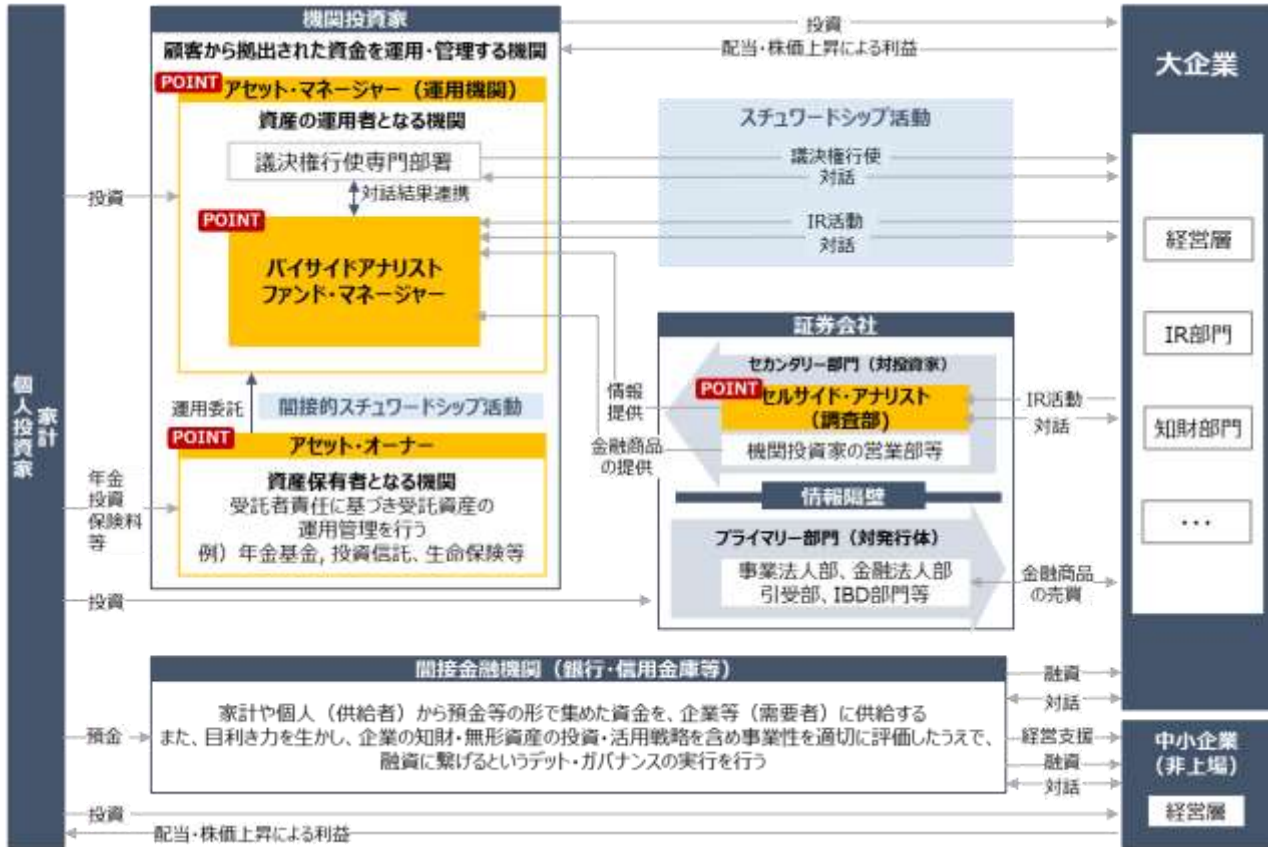 機関投資家
顧客から拠出された資金を運用・管理する機関
POINT
アセット・マネージャー（運用機関）
資産の運用者となる機関
議決権行使専門部署
対話結果連携
POINT
バイサイドアナリスト
ファンド・マネージャー
運用委託
間接的スチュワードシップ活動
POINT
アセット・オーナー
資産保有者となる機関
受託者責任に基づき受託資産の
運用管理を行う
例）年金基金, 投資信託、生命保険等
家計
個人投資家
投資
年金
投資
保険料
等
投資
預金
投資
配当・株価上昇による利益
投資
配当・株価上昇による利益
スチュワードシップ活動
議決権行使
対話
IR活動
対話
証券会社
セカンダリー部門（対投資家）
POINT
セルサイド・アナリスト
（調査部)
機関投資家の営業部等
情報
提供
金融商品
の提供
IR活動
対話
情報隔壁
プライマリー部門（対発行体）
事業法人部、金融法人部
引受部、IBD部門等
金融商品
の売買
間接金融機関（銀行・信用金庫等）
家計や個人（供給者）から預金等の形で集めた資金を、企業等（需要者）に供給する
また、目利き力を生かし、企業の知財・無形資産の投資・活用戦略を含め事業性を適切に評価したうえで、
融資に繋げるというデット・ガバナンスの実行を行う
融資
対話
経営支援
融資
対話
大企業
経営層
IR部門
知財部門
・・・
中小企業
（非上場）
経営層